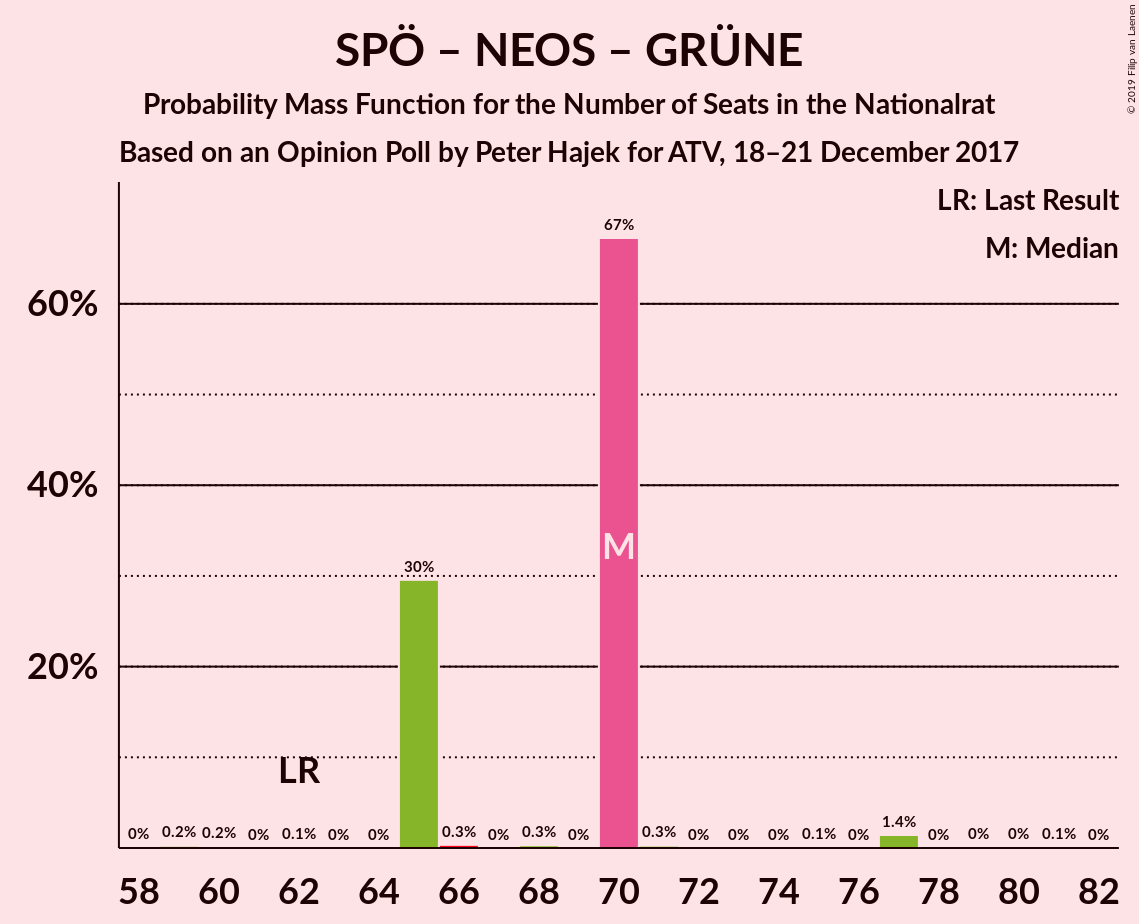 SPÖ – NEOS – GRÜNE
Probability Mass Function for the Number of Seats in the Nationalrat
Based on an Opinion Poll by Peter Hajek for ATV, 18–21 December 2017
© 2019 Filip van Laenen
LR: Last Result
M: Median
67%
60%
40%
M
30%
20%
LR
0% 0.2% 0.2% 0% 0.1% 0% 0% 0.3% 0% 0.3% 0% 0.3% 0% 0% 0% 0.1% 0% 1.4% 0% 0% 0% 0.1% 0%
58 60 62 64 66 68 70 72 74 76 78 80 82